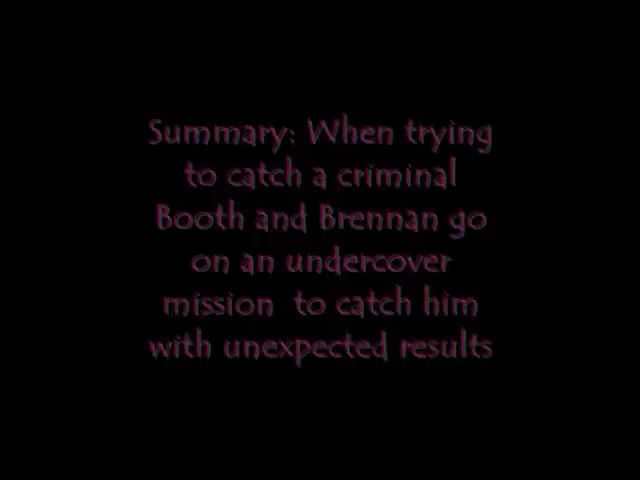 Summary: When trying
to catch a criminal
Booth and Brennan go
on an undercover
mission  to catch him
with unexpected results